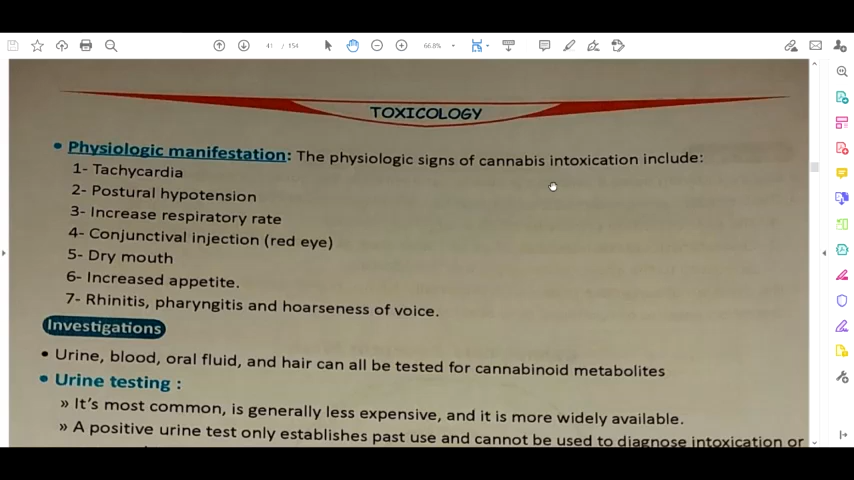 41 / 154
66.8%
TOXICOLOGY
• Physiologic manifestation: The physiologic signs of cannabis intoxication include:
1- Tachycardia
2- Postural hypotension
3- Increase respiratory rate
4- Conjunctival injection (red eye)
5- Dry mouth
6- Increased appetite.
7- Rhinitis, pharyngitis and hoarseness of voice.
Investigations
• Urine, blood, oral fluid, and hair can all be tested for cannabinoid metabolites
• Urine testing :
» It's most common, is generally less expensive, and it is more widely available.
» A positive urine test only establishes past use and cannot be used to diagnose intoxication or